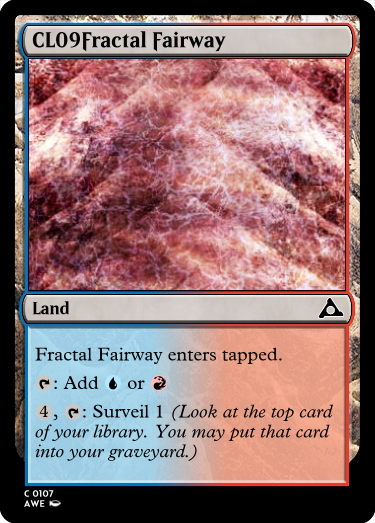 CL09Fractal Fairway
Land
Fractal Fairway enters tapped.
: Add or
4 , : Surveil 1 (Look at the top card
of your library. You may put that card
into your graveyard.)
C 0107
AWE